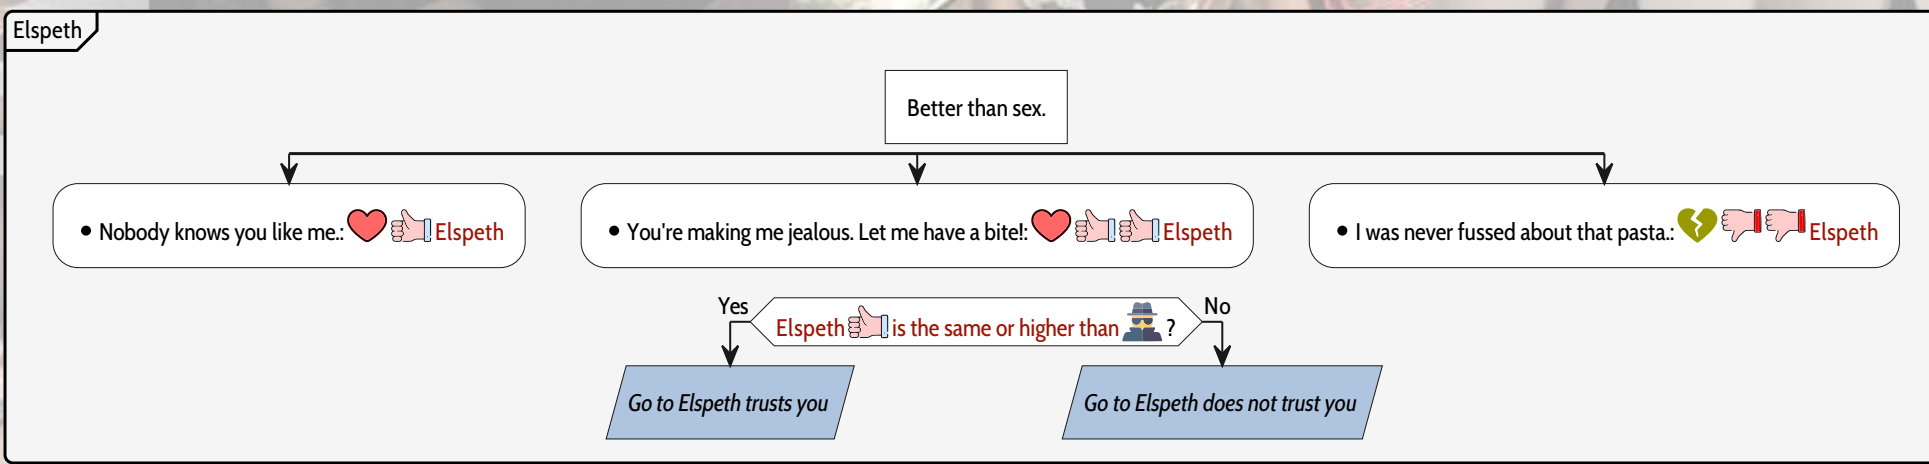 Elspeth
Better than sex.
Nobody knows you like me.: Elspeth
You're making me jealous. Let me have a bite!: Elspeth
I was never fussed about that pasta.: Elspeth
Yes
Elspeth is the same or higher than ?
No
Go to Elspeth trusts you
Go to Elspeth does not trust you